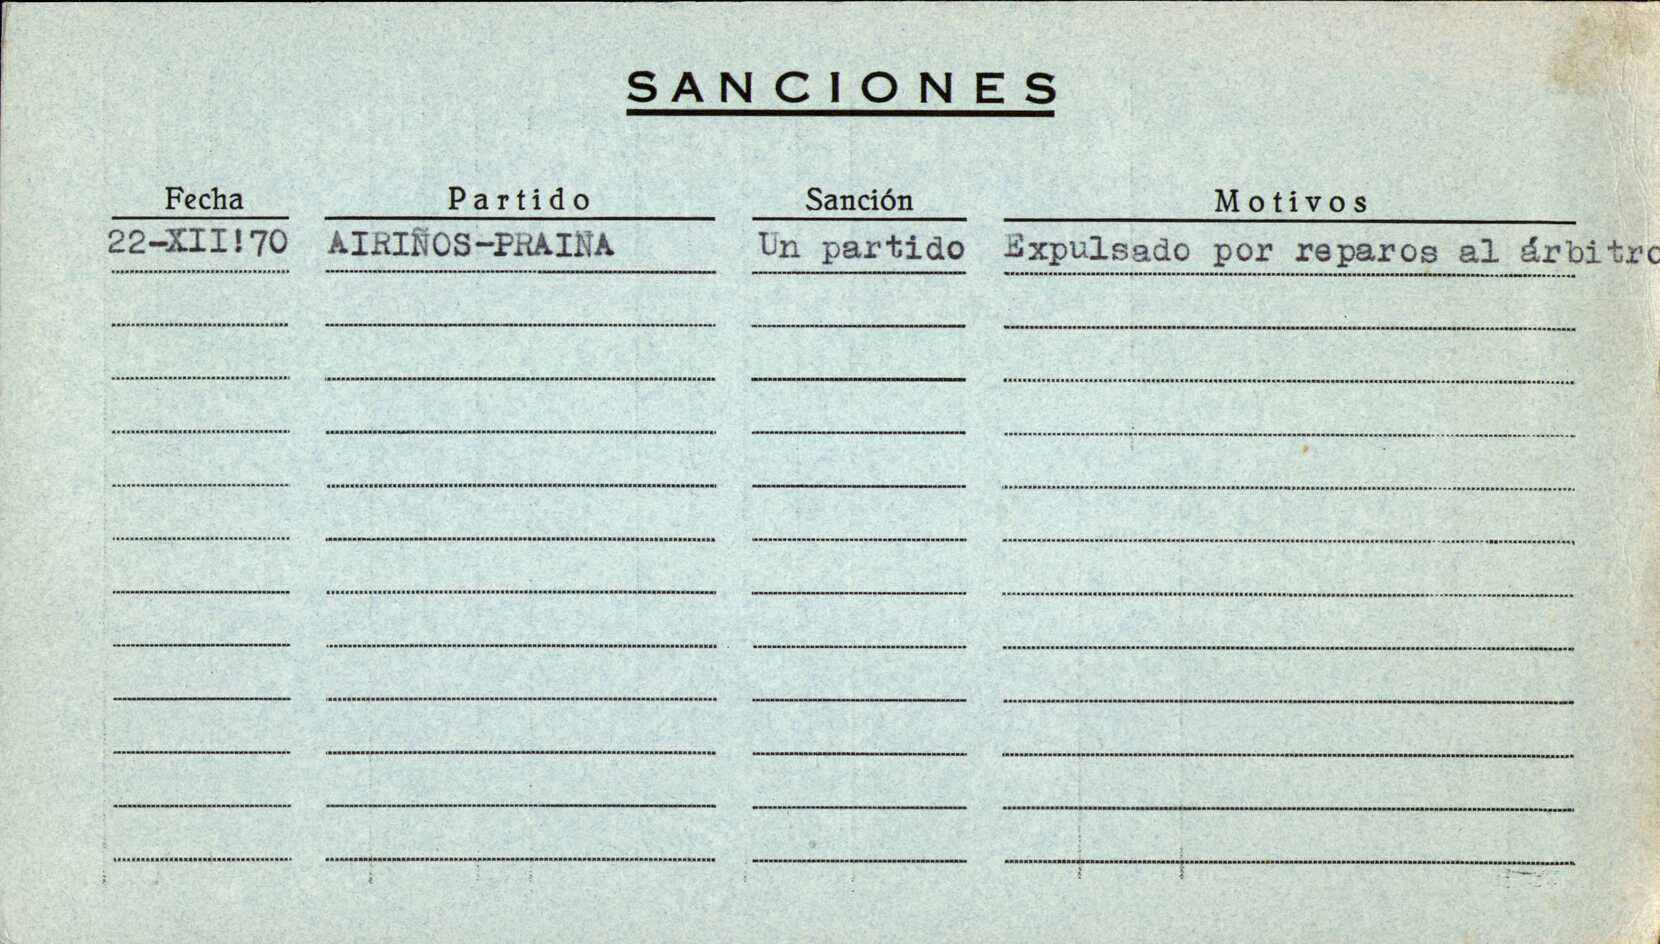 SANCIONES
Fecha Partido Sanción Motivos
22-XII!70 AIRIÑOS-PRAIÑA Un partido Expulsado por reparos al árbitro